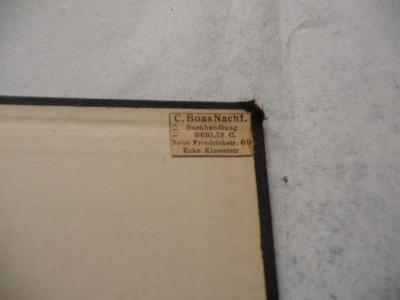 C. Boas Nachf.
Buchhandlung
BERLIN C.
Neue Friedrichstr. 69
Ecke Klosterstr.